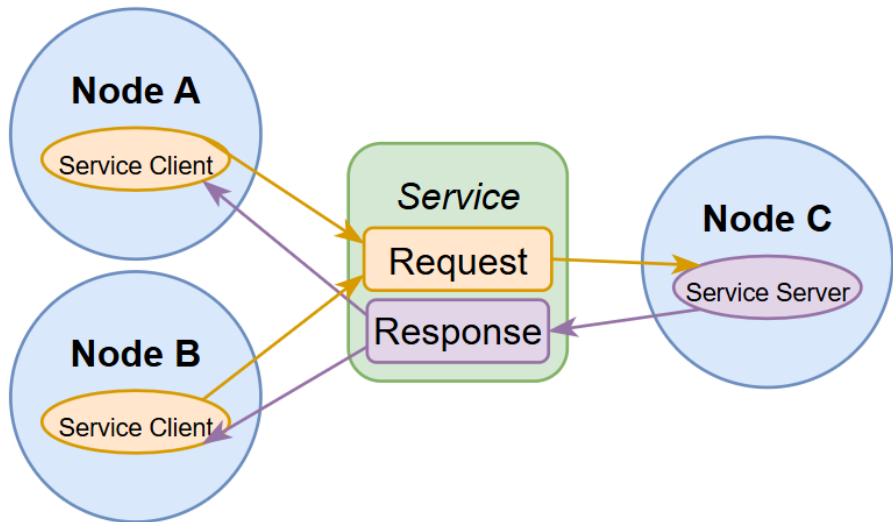 Node A
Service Client
Service
Request
Response
Node B
Service Client
Node C
Service Server